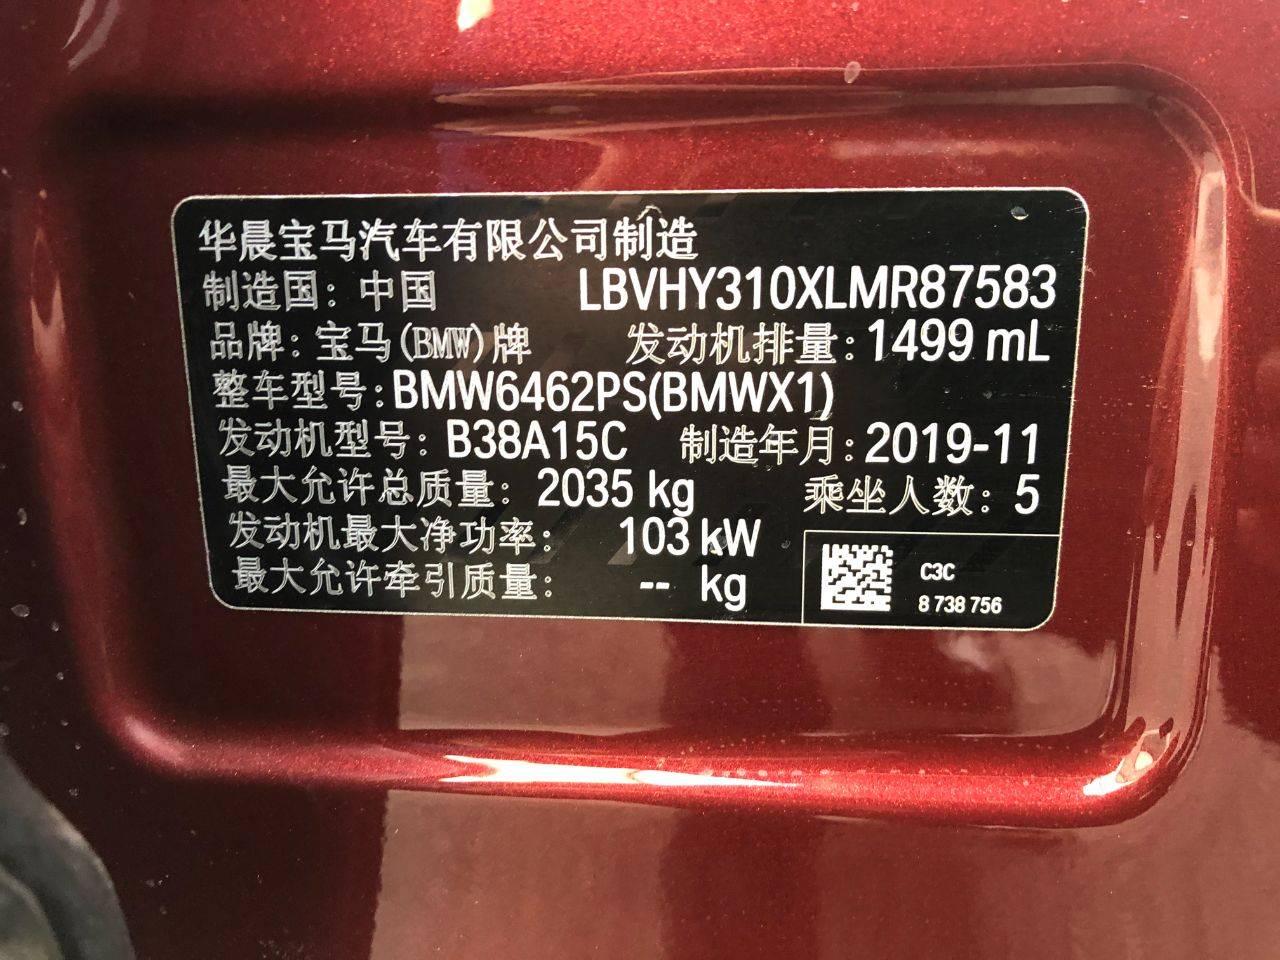 华晨宝马汽车有限公司制造
制造国：中国 LBVHY310XLMR87583
品牌：宝马(BMW)牌 发动机排量：1499 mL
整车型号：BMW6462PS(BMWX1)
发动机型号：B38A15C 制造年月：2019-11
最大允许总质量：2035 kg 乘坐人数：5
发动机最大净功率：103 kW
最大允许牵引质量：-- kg
C3C
8 738 756